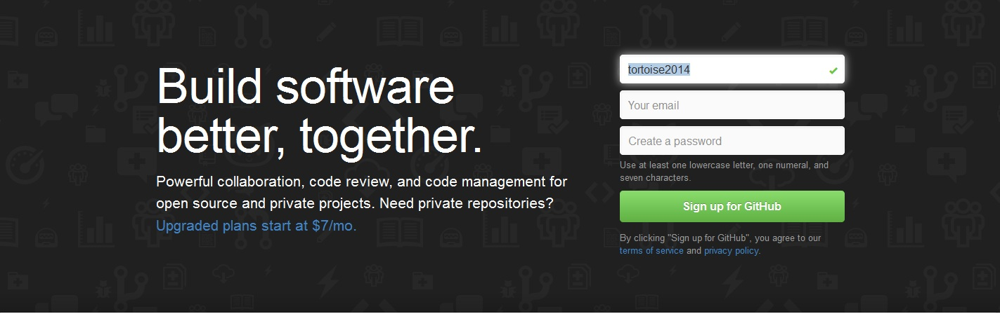 Build software
better, together.
Powerful collaboration, code review, and code management for
open source and private projects. Need private repositories?
Upgraded plans start at $7/mo.
tortoise2014
Your email
Create a password
Use at least one lowercase letter, one numeral, and
seven characters.
Sign up for GitHub
By clicking "Sign up for GitHub", you agree to our
terms of service and privacy policy.